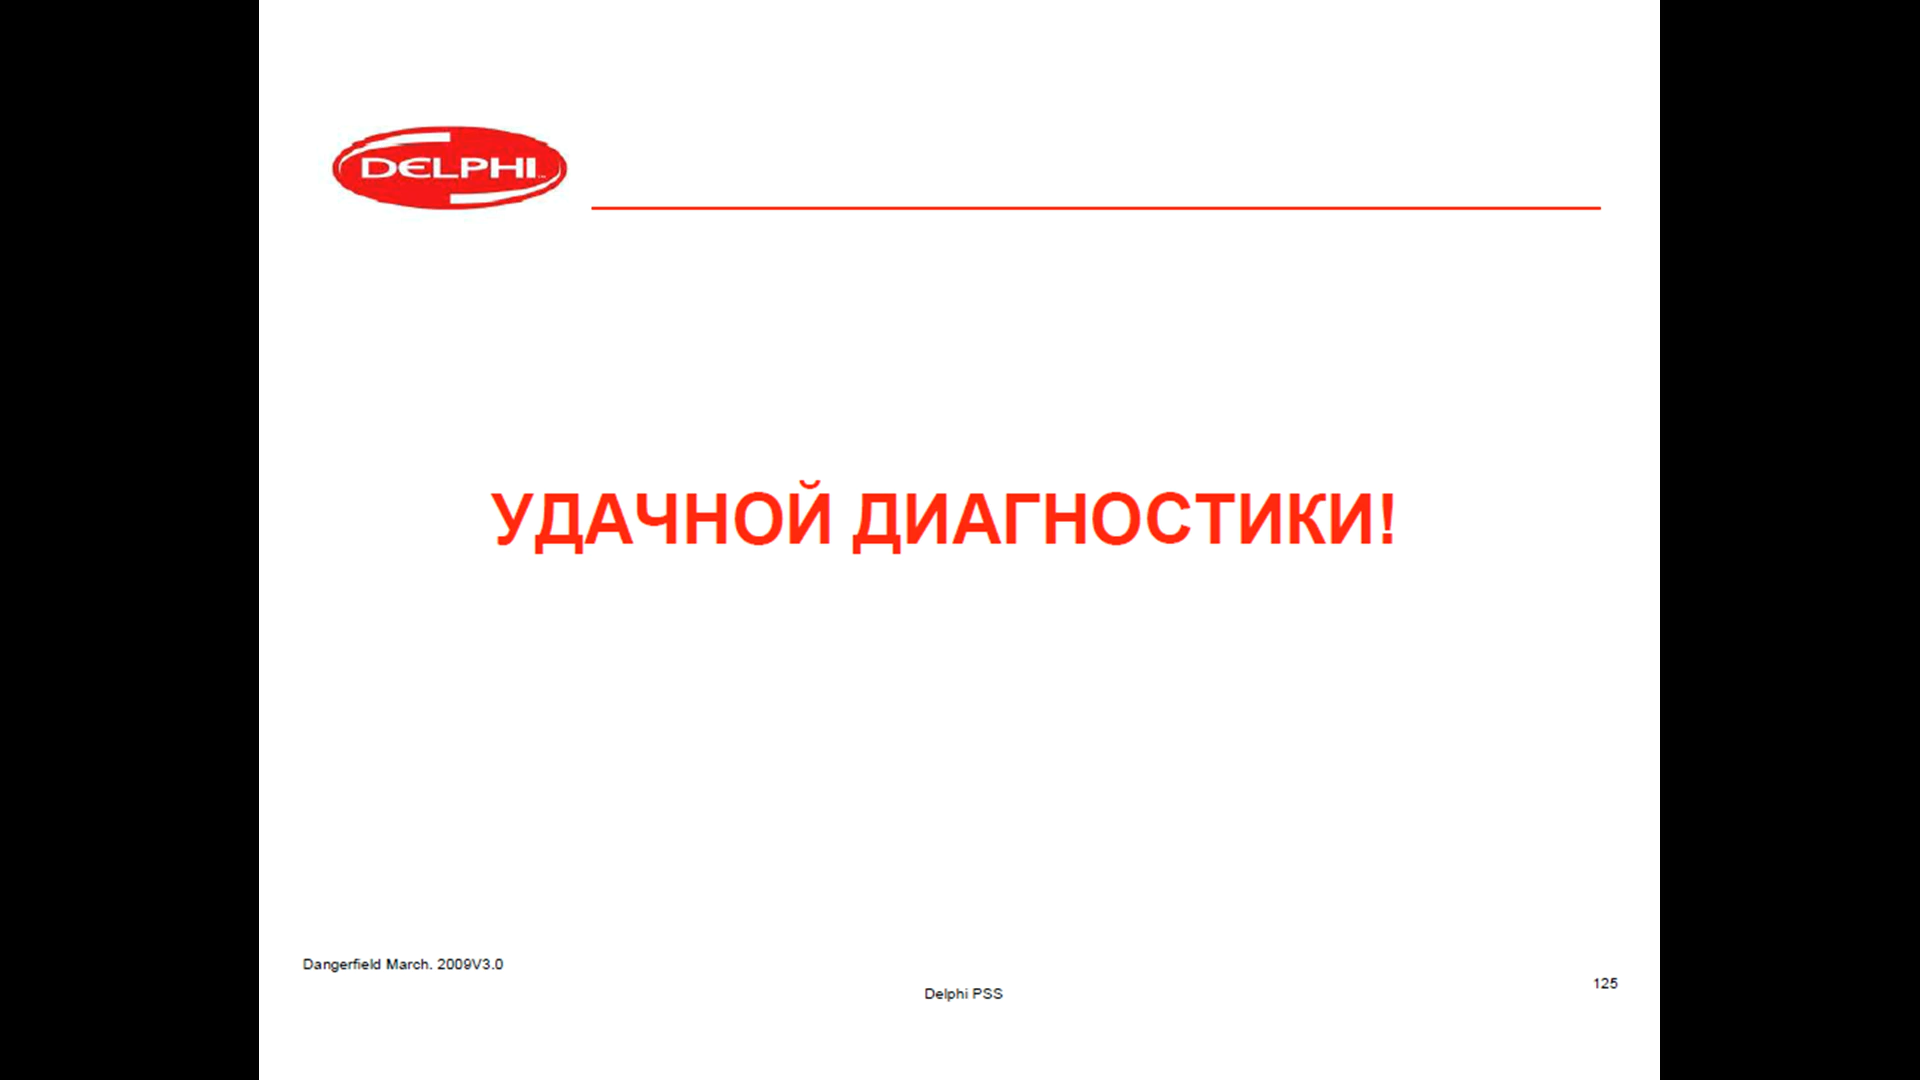 DELPHI
УДАЧНОЙ ДИАГНОСТИКИ!
Dangerfield March. 2009V3.0
Delphi PSS
125